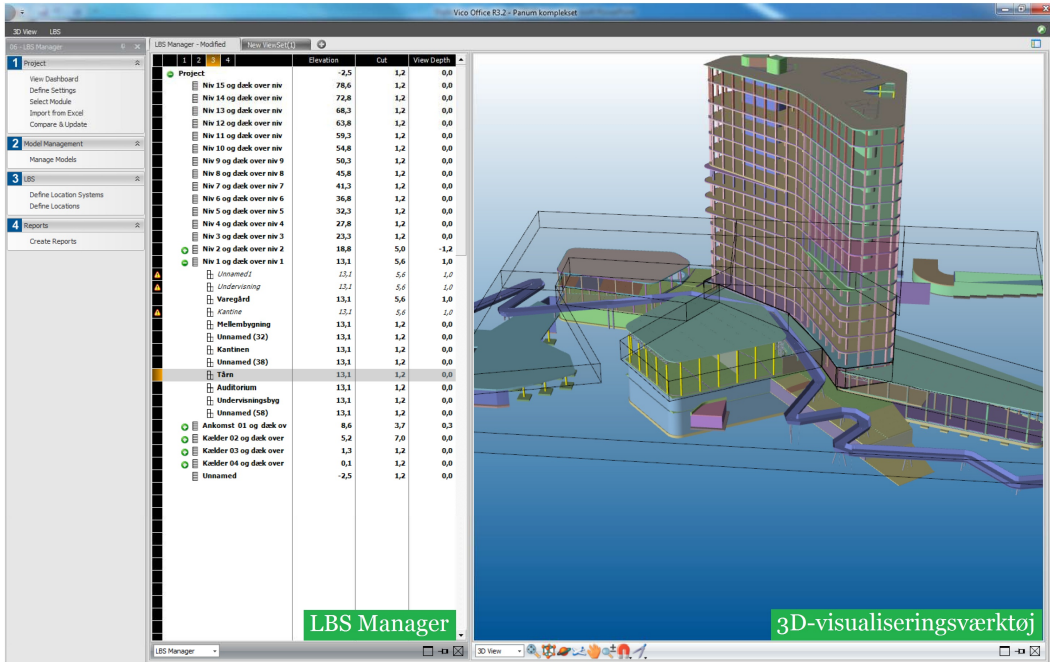 Vico Office R3.2 - Panum komplekset
3D View LBS
06 - LBS Manager
1 Project
View Dashboard
Define Settings
Select Module
Import from Excel
Compare & Update
2 Model Management
Manage Models
3 LBS
Define Location Systems
Define Locations
4 Reports
Create Reports
LBS Manager - Modified New ViewSet(1)
1 2 3 4 Elevation Cut View Depth
Project -2,5 1,2 0,0
Niv 15 og dæk over niv 78,6 1,2 0,0
Niv 14 og dæk over niv 72,8 1,2 0,0
Niv 13 og dæk over niv 68,3 1,2 0,0
Niv 12 og dæk over niv 63,8 1,2 0,0
Niv 11 og dæk over niv 59,3 1,2 0,0
Niv 10 og dæk over niv 54,8 1,2 0,0
Niv 9 og dæk over niv 9 50,3 1,2 0,0
Niv 8 og dæk over niv 8 45,8 1,2 0,0
Niv 7 og dæk over niv 7 41,3 1,2 0,0
Niv 6 og dæk over niv 6 36,8 1,2 0,0
Niv 5 og dæk over niv 5 32,3 1,2 0,0
Niv 4 og dæk over niv 4 27,8 1,2 0,0
Niv 3 og dæk over niv 3 23,3 1,2 0,0
Niv 2 og dæk over niv 2 18,8 5,0 -1,2
Niv 1 og dæk over niv 1 13,1 5,6 1,0
Unnamed1 13,1 5,6 1,0
Undervisning 13,1 5,6 1,0
Varegård 13,1 5,6 1,0
Kantine 13,1 5,6 1,0
Mellembygning 13,1 1,2 0,0
Unnamed (32) 13,1 1,2 0,0
Kantinen 13,1 1,2 0,0
Unnamed (38) 13,1 1,2 0,0
Tårn 13,1 1,2 0,0
Auditorium 13,1 1,2 0,0
Undervisningsbyg 13,1 1,2 0,0
Unnamed (58) 13,1 1,2 0,0
Ankomst 01 og dæk ov 8,6 3,7 0,3
Kælder 02 og dæk over 5,2 7,0 0,0
Kælder 03 og dæk over 1,3 1,2 0,0
Kælder 04 og dæk over 0,1 1,2 0,0
Unnamed -2,5 1,2 0,0
LBS Manager
3D-visualiseringsværktøj
LBS Manager
3D View